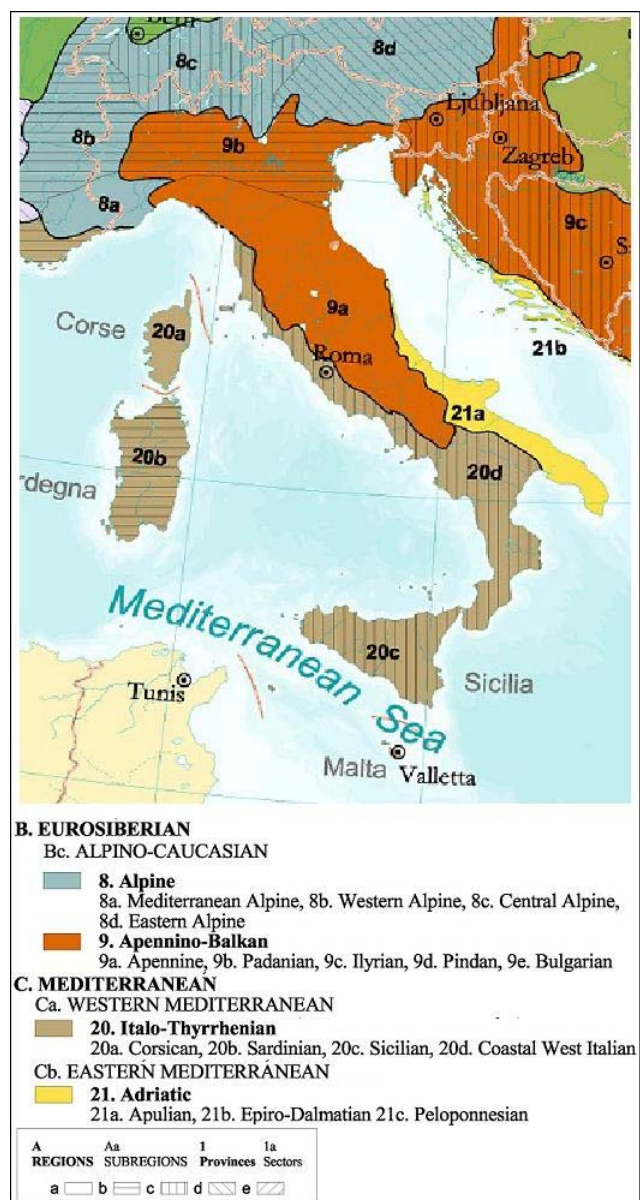 Bern
8c
8d
Ljubljana
Zagreb
8b
9b
8a
9c
S
9a
Corse
20a
Roma
21b
21a
20b
20d
rdegna
Mediterranean Sea
20c
Sicilia
Tunis
Malta
Valletta
B. EUROSIBERIAN
Bc. ALPINO-CAUCASIAN
8. Alpine
8a. Mediterranean Alpine, 8b. Western Alpine, 8c. Central Alpine,
8d. Eastern Alpine
9. Apennino-Balkan
9a. Apennine, 9b. Padanian, 9c. Ilyrian, 9d. Pindan, 9e. Bulgarian
C. MEDITERRANEAN
Ca. WESTERN MEDITERRANEAN
20. Italo-Thyrrhenian
20a. Corsican, 20b. Sardinian, 20c. Sicilian, 20d. Coastal West Italian
Cb. EASTERN MEDITERRÁNEAN
21. Adriatic
21a. Apulian, 21b. Epiro-Dalmatian 21c. Peloponnesian
A Aa 1 1a
REGIONS SUBREGIONS Provinces Sectors
a b c d e